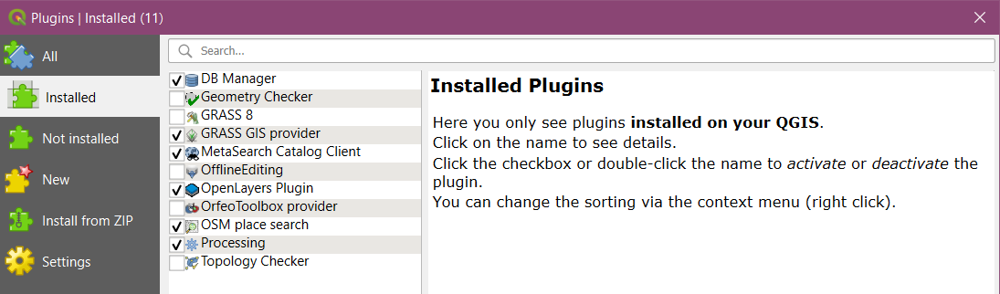 Plugins | Installed (11)
All
Installed
Not installed
New
Install from ZIP
Settings
Search...
DB Manager
Geometry Checker
GRASS 8
GRASS GIS provider
MetaSearch Catalog Client
OfflineEditing
OpenLayers Plugin
OrfeoToolbox provider
OSM place search
Processing
Topology Checker
Installed Plugins
Here you only see plugins installed on your QGIS.
Click on the name to see details.
Click the checkbox or double-click the name to activate or deactivate the
plugin.
You can change the sorting via the context menu (right click).